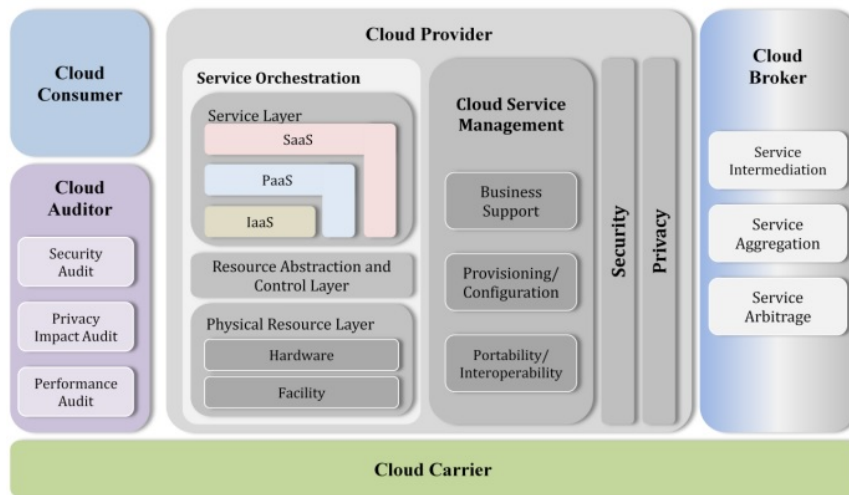 Cloud
Consumer
Cloud
Auditor
Security
Audit
Privacy
Impact Audit
Performance
Audit
Cloud Provider
Service Orchestration
Service Layer
SaaS
PaaS
IaaS
Resource Abstraction and
Control Layer
Physical Resource Layer
Hardware
Facility
Cloud Service
Management
Business
Support
Provisioning/
Configuration
Portability/
Interoperability
Security
Privacy
Cloud
Broker
Service
Intermediation
Service
Aggregation
Service
Arbitrage
Cloud Carrier